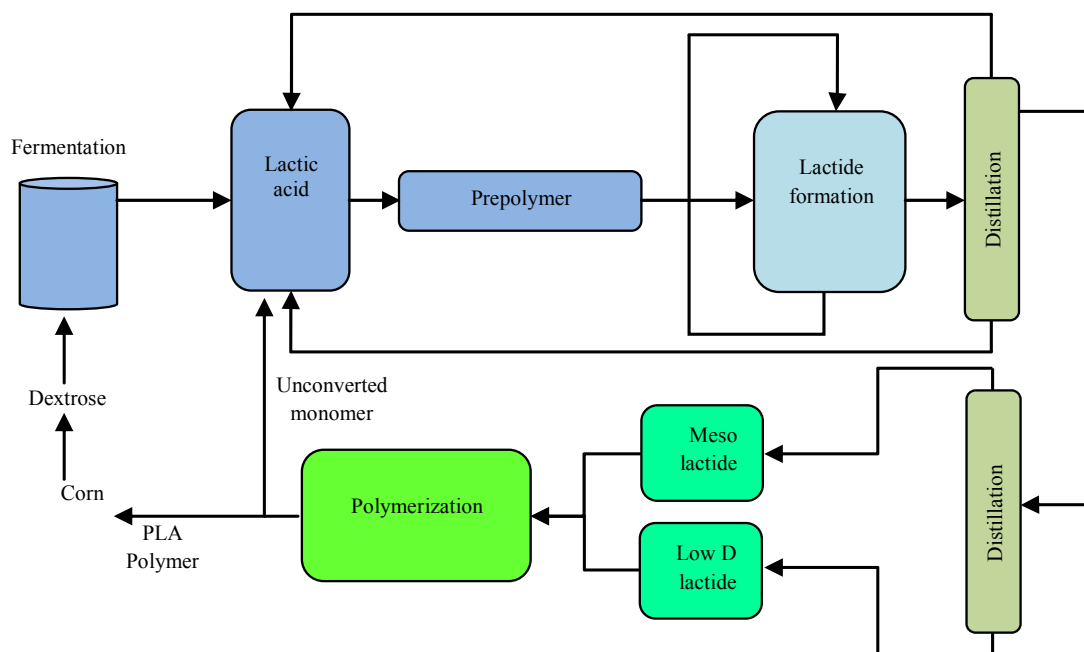 Fermentation
Lactic
acid
Prepolymer
Lactide
formation
Distillation
Dextrose
Corn
Unconverted
monomer
PLA
Polymer
Polymerization
Meso
lactide
Low D
lactide
Distillation